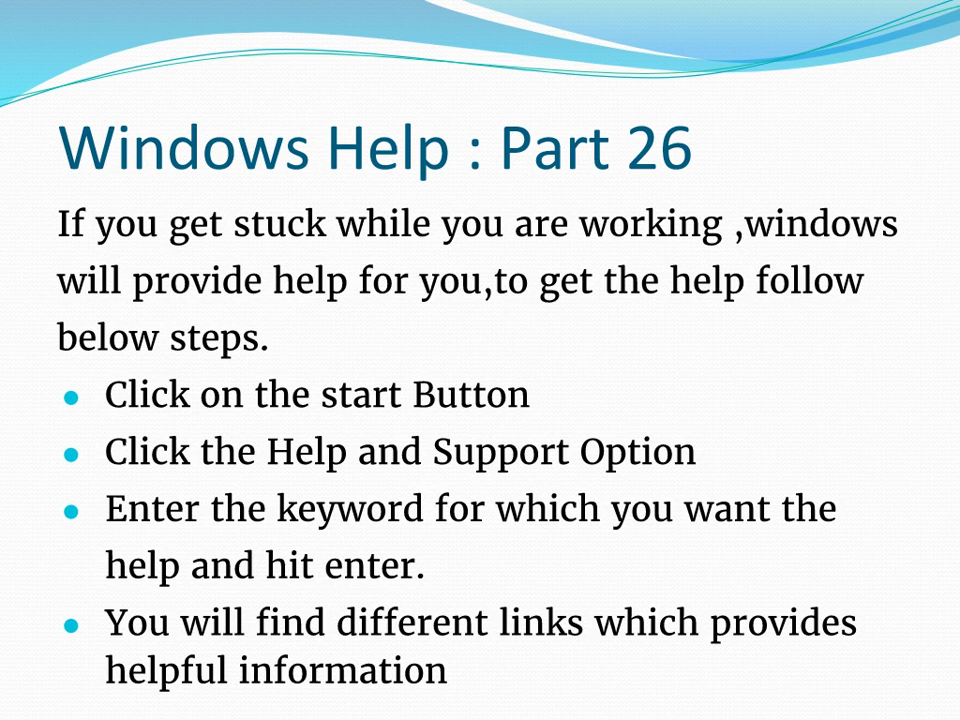 Windows Help : Part 26
If you get stuck while you are working ,windows
will provide help for you,to get the help follow
below steps.
● Click on the start Button
● Click the Help and Support Option
● Enter the keyword for which you want the
help and hit enter.
● You will find different links which provides
helpful information